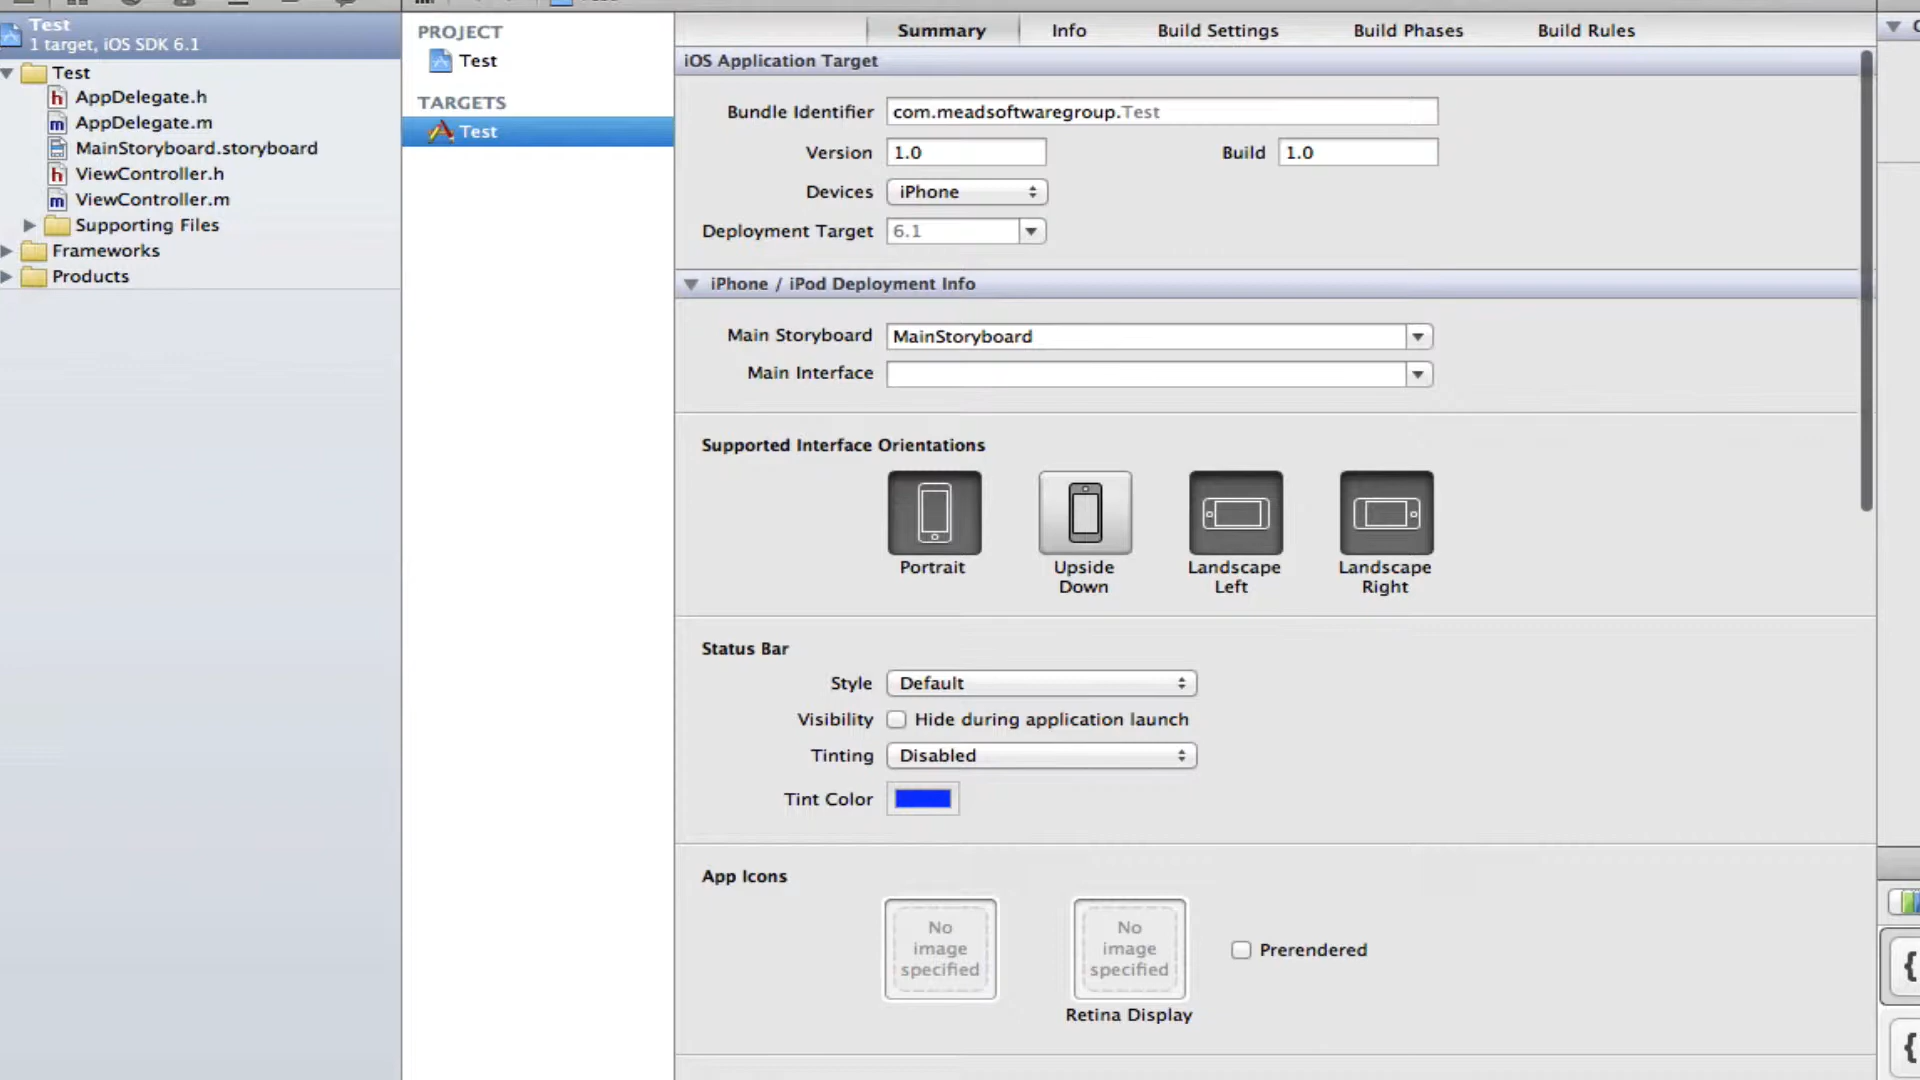 Test
1 target, iOS SDK 6.1
Test
AppDelegate.h
AppDelegate.m
MainStoryboard.storyboard
ViewController.h
ViewController.m
Supporting Files
Frameworks
Products
PROJECT
Test
TARGETS
Test
Summary Info Build Settings Build Phases Build Rules
iOS Application Target
Bundle Identifier com.meadsoftwaregroup.Test
Version 1.0 Build 1.0
Devices iPhone
Deployment Target 6.1
iPhone / iPod Deployment Info
Main Storyboard MainStoryboard
Main Interface
Supported Interface Orientations
Portrait
Upside
Down
Landscape
Left
Landscape
Right
Status Bar
Style Default
Visibility Hide during application launch
Tinting Disabled
Tint Color
App Icons
No
image
specified
No
image
specified
Retina Display
Prerendered
{
{